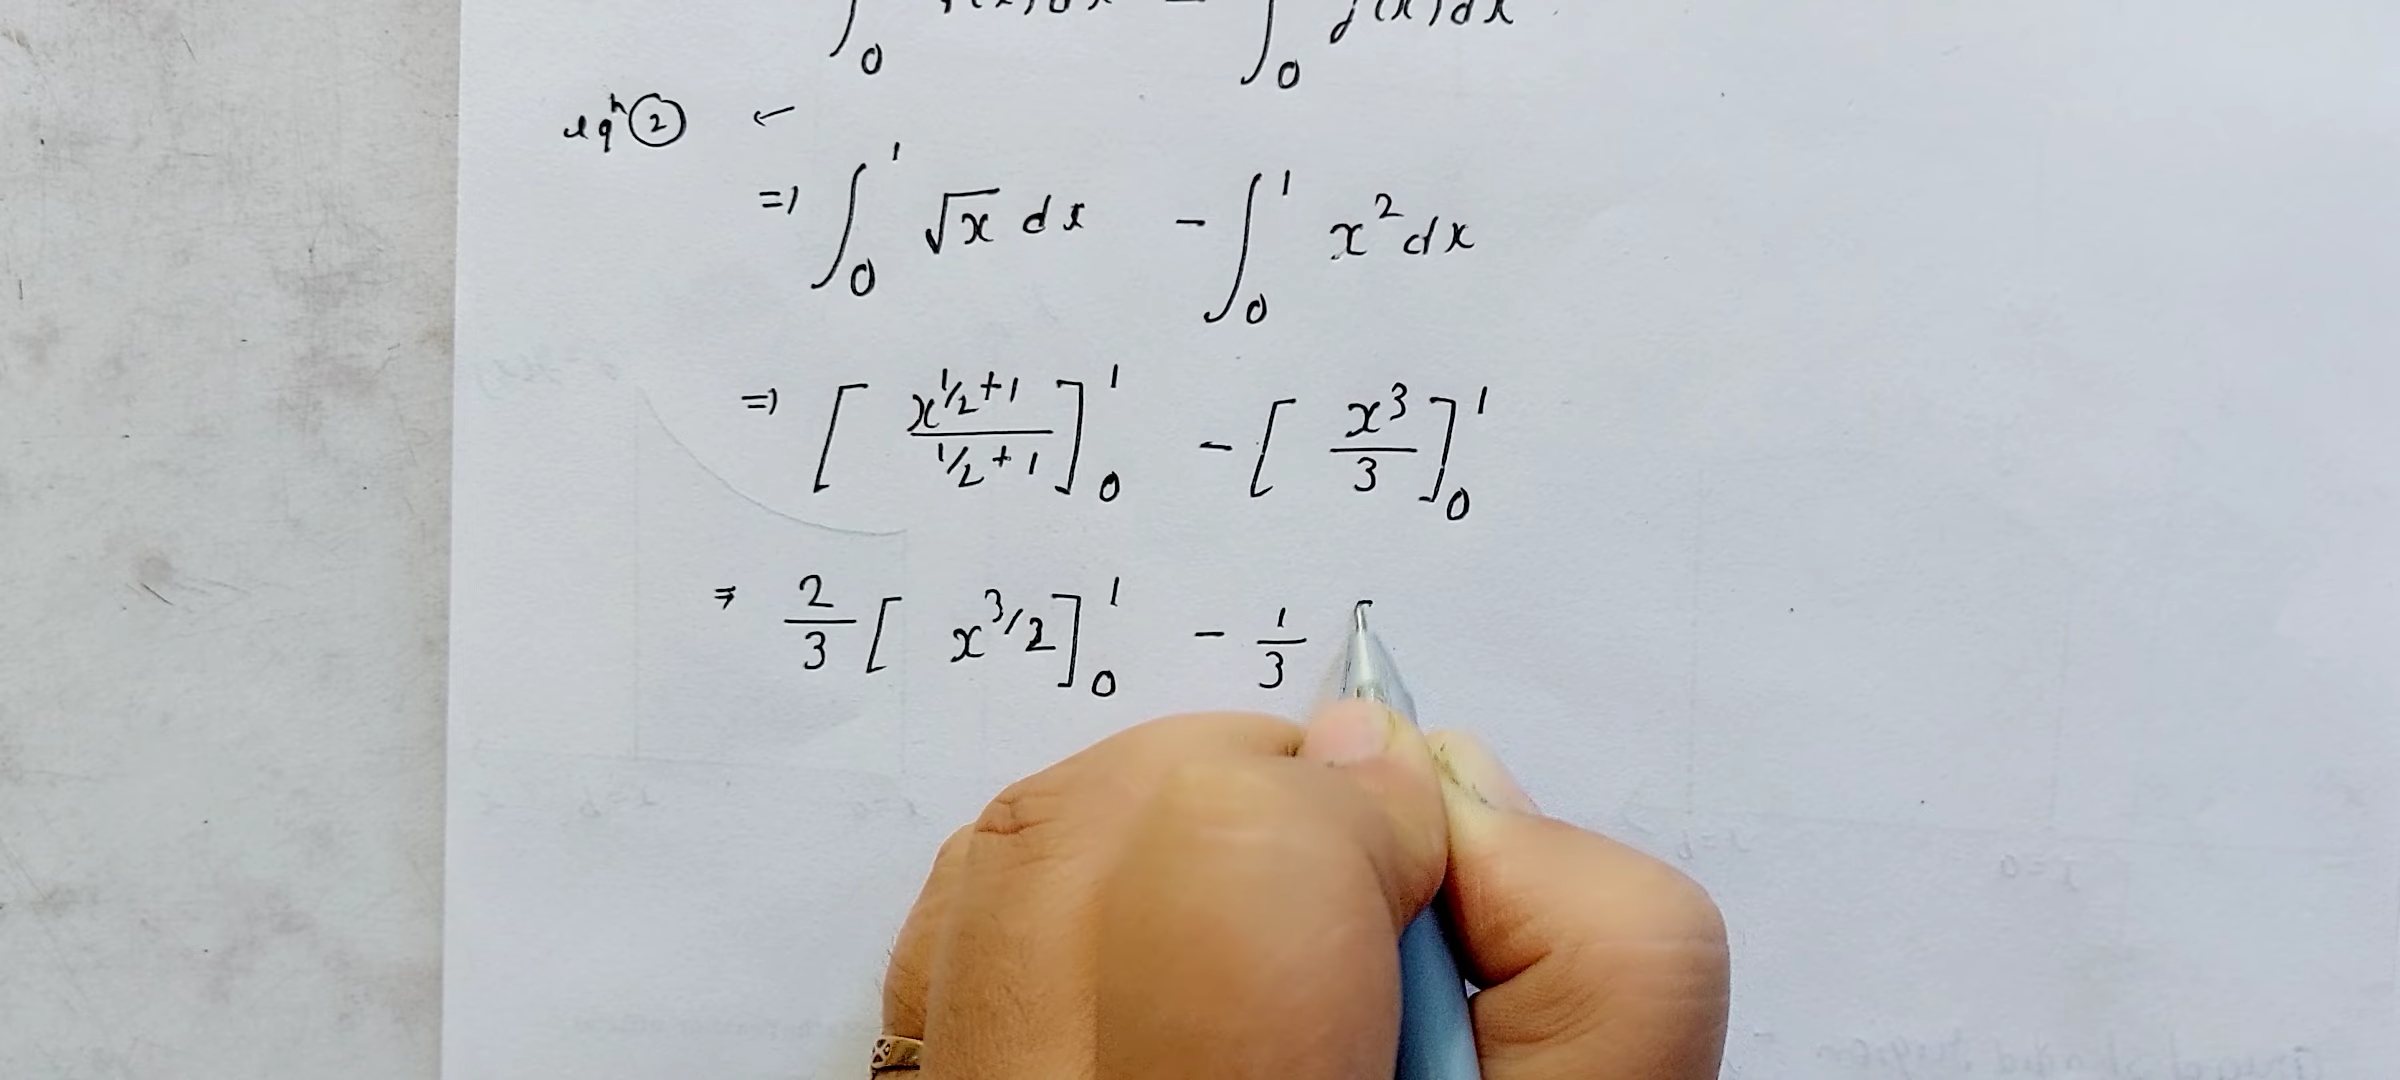 ∫₀ f(x)dx − ∫₀ f(x)dx
eqⁿ ② ←
=) ∫₀¹ √x dx − ∫₀¹ x² dx
=) [ x^(1/2+1) / (1/2+1) ]₀¹ − [ x³/3 ]₀¹
⇒ 2/3 [ x^(3/2) ]₀¹ − 1/3 [